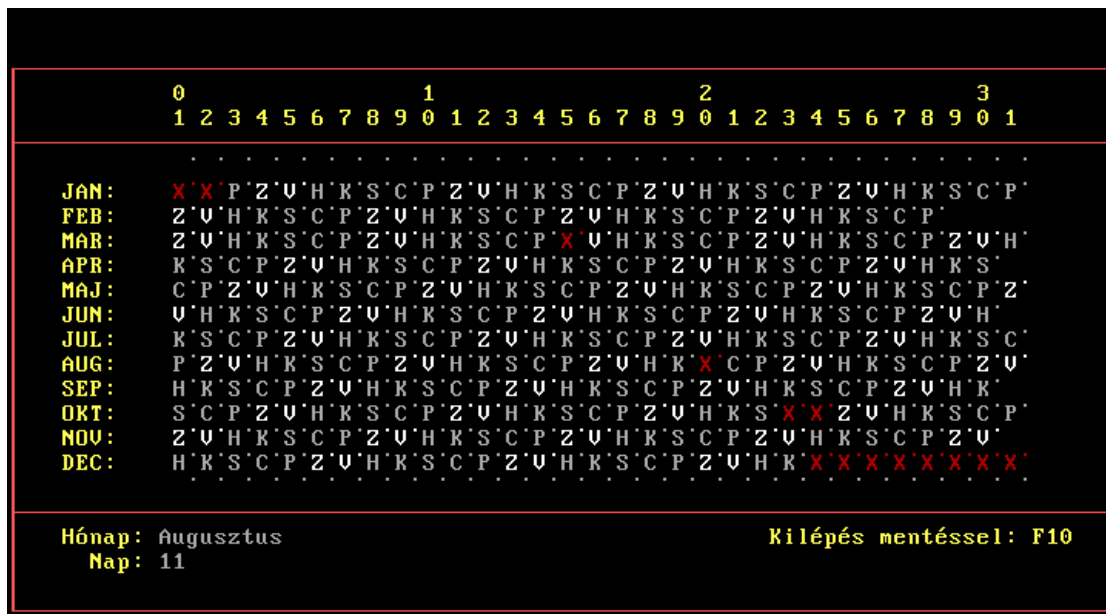 0 1 2 3
1 2 3 4 5 6 7 8 9 0 1 2 3 4 5 6 7 8 9 0 1 2 3 4 5 6 7 8 9 0 1
JAN: X X P Z V H K S C P Z V H K S C P Z V H K S C P Z V H K S C P
FEB: Z V H K S C P Z V H K S C P Z V H K S C P Z V H K S C P
MAR: Z V H K S C P Z V H K S C P X V H K S C P Z V H K S C P Z V H
APR: K S C P Z V H K S C P Z V H K S C P Z V H K S C P Z V H K S
MAJ: C P Z V H K S C P Z V H K S C P Z V H K S C P Z V H K S C P Z
JUN: V H K S C P Z V H K S C P Z V H K S C P Z V H K S C P Z V H
JUL: K S C P Z V H K S C P Z V H K S C P Z V H K S C P Z V H K S C
AUG: P Z V H K S C P Z V H K S C P Z V H K X C P Z V H K S C P Z V
SEP: H K S C P Z V H K S C P Z V H K S C P Z V H K S C P Z V H K
OKT: S C P Z V H K S C P Z V H K S C P Z V H K S X X Z V H K S C P
NOV: Z V H K S C P Z V H K S C P Z V H K S C P Z V H K S C P Z V
DEC: H K S C P Z V H K S C P Z V H K S C P Z V H K X X X X X X X X
Hónap: Augusztus Kilépés mentéssel: F10
Nap: 11